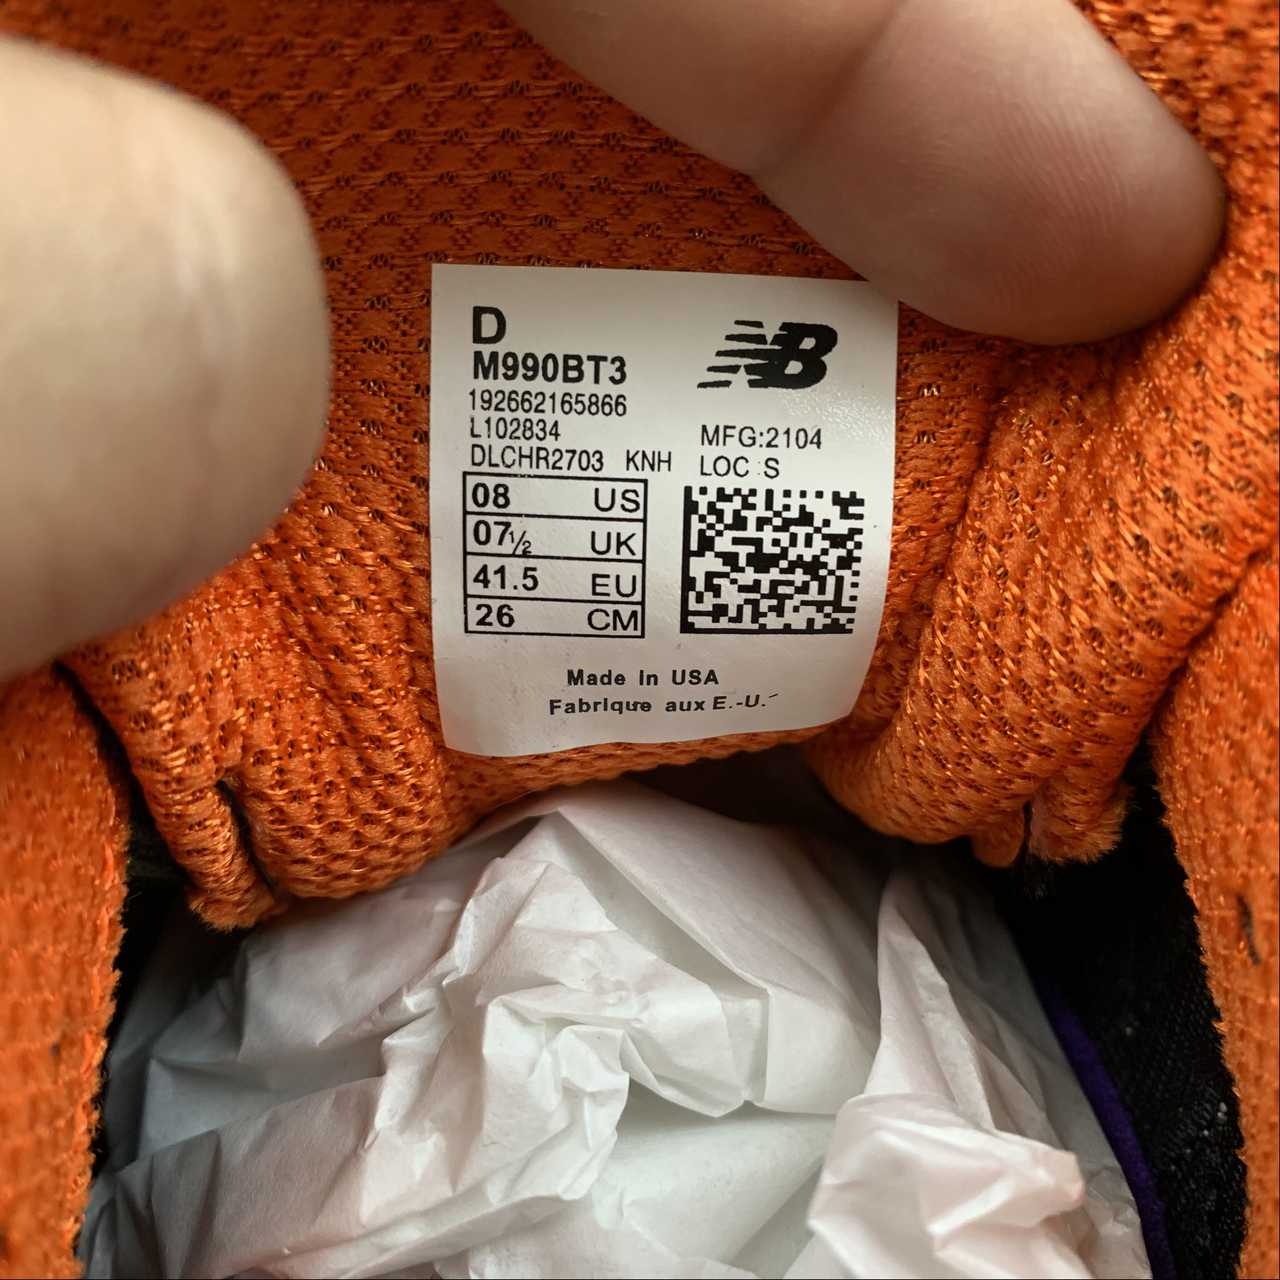 D
M990BT3
192662165866
L102834
DLCHR2703 KNH
NB
MFG:2104
LOC:S
08 US
07½ UK
41.5 EU
26 CM
Made in USA
Fabrique aux E.-U.